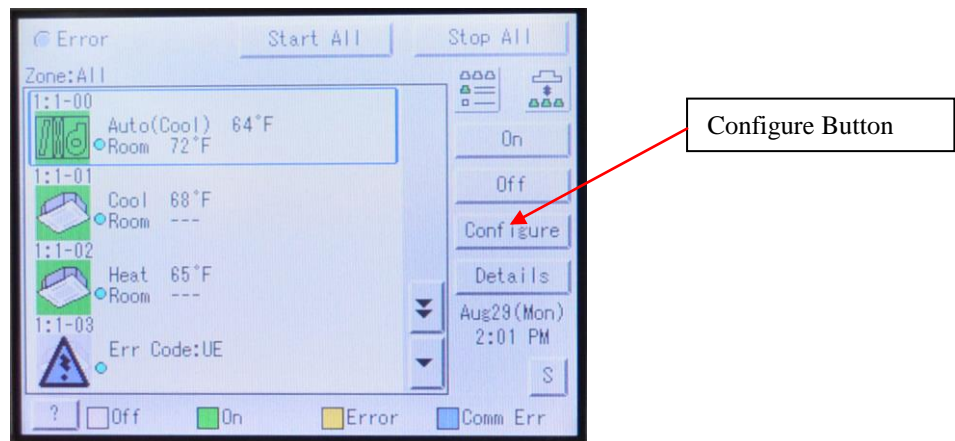 Error
Start All
Stop All
Zone:All
1:1-00
Auto(Cool) 64°F
Room 72°F
1:1-01
Cool 68°F
Room ---
1:1-02
Heat 65°F
Room ---
1:1-03
Err Code:UE
On
Off
Configure
Details
Aug29(Mon)
2:01 PM
S
? Off On Error Comm Err
Configure Button